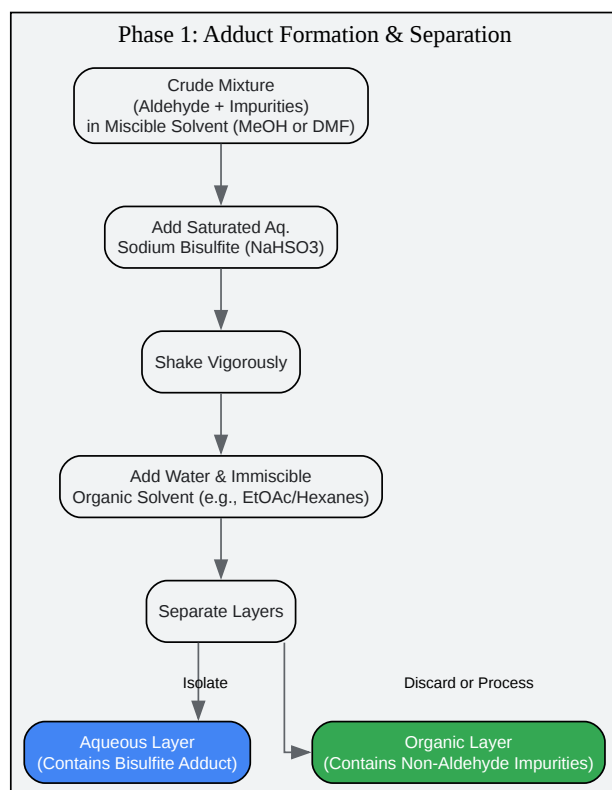 Phase 1: Adduct Formation & Separation
Crude Mixture
(Aldehyde + Impurities)
in Miscible Solvent (MeOH or DMF)
Add Saturated Aq.
Sodium Bisulfite (NaHSO3)
Shake Vigorously
Add Water & Immiscible
Organic Solvent (e.g., EtOAc/Hexanes)
Separate Layers
Isolate
Discard or Process
Aqueous Layer
(Contains Bisulfite Adduct)
Organic Layer
(Contains Non-Aldehyde Impurities)